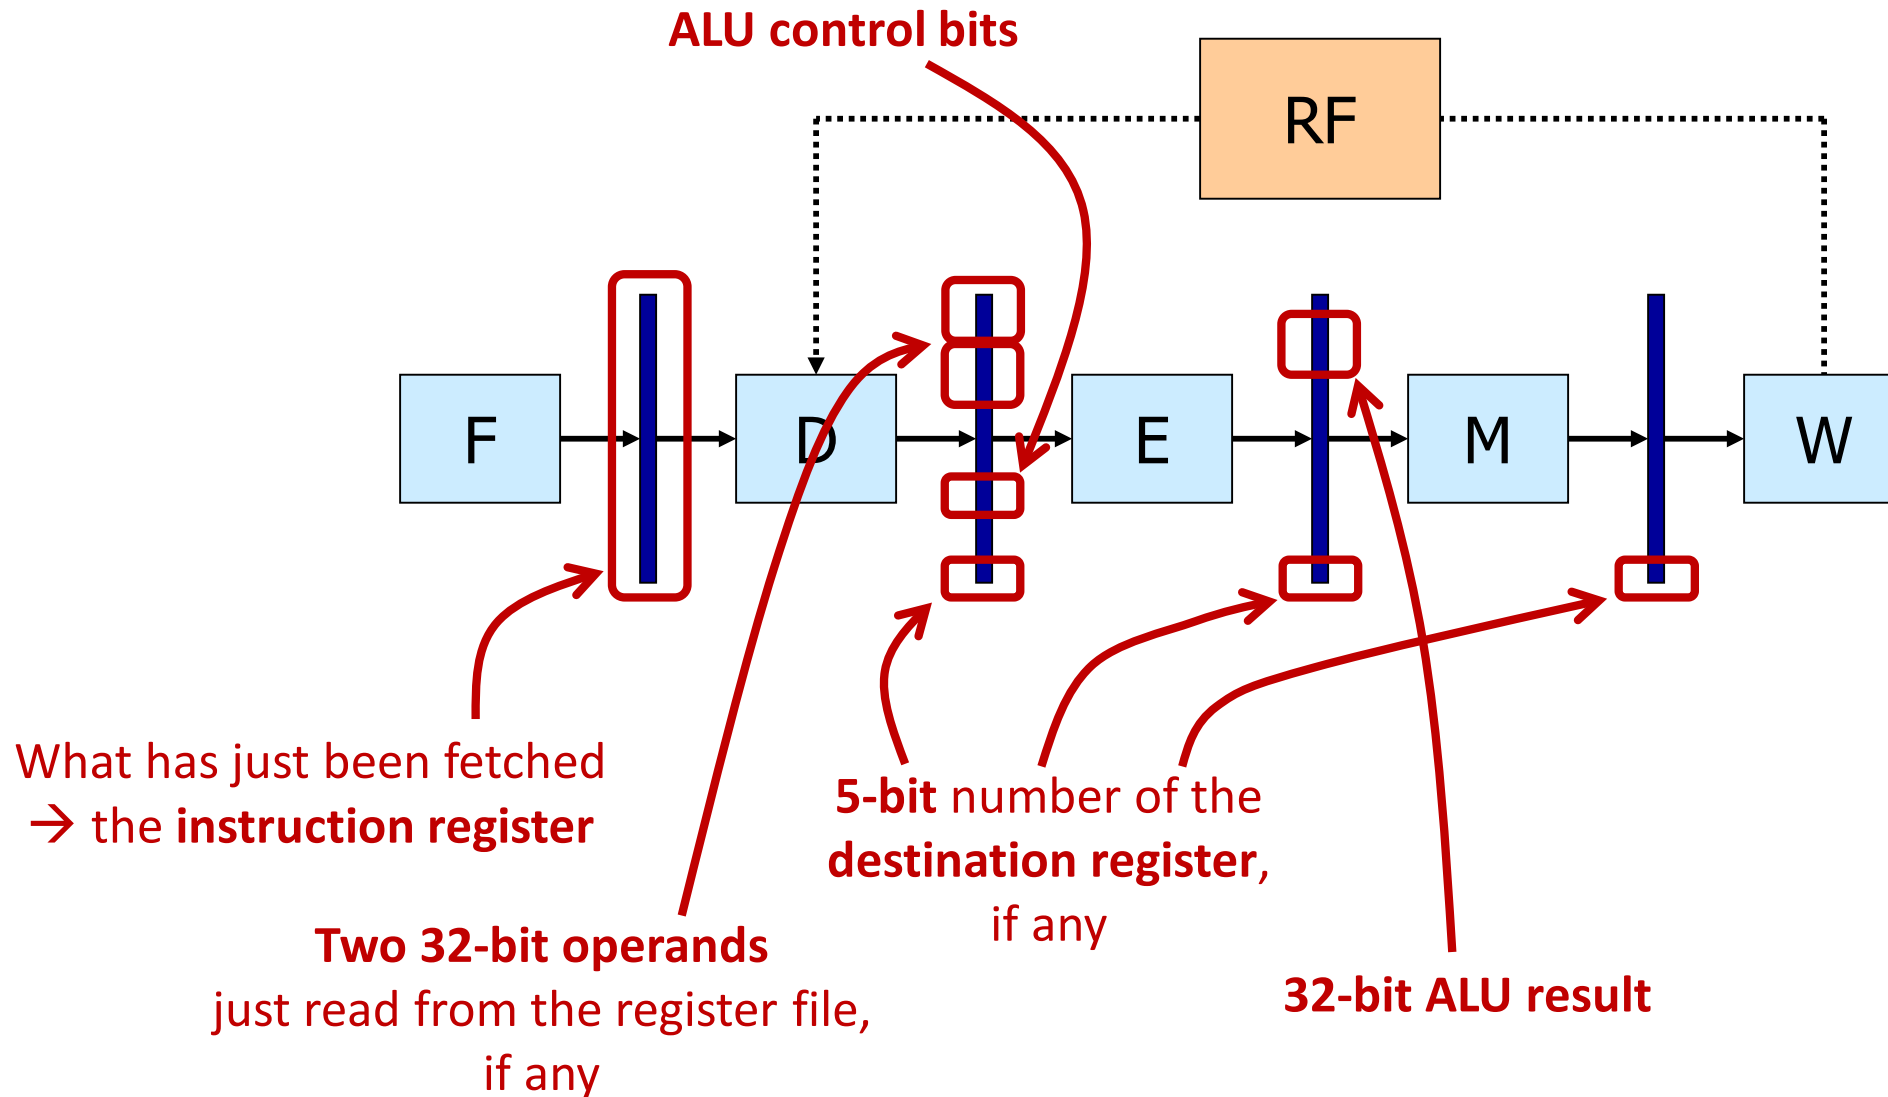 ALU control bits
RF
F
D
E
M
W
What has just been fetched
→ the instruction register
5-bit number of the
destination register,
if any
Two 32-bit operands
just read from the register file,
if any
32-bit ALU result